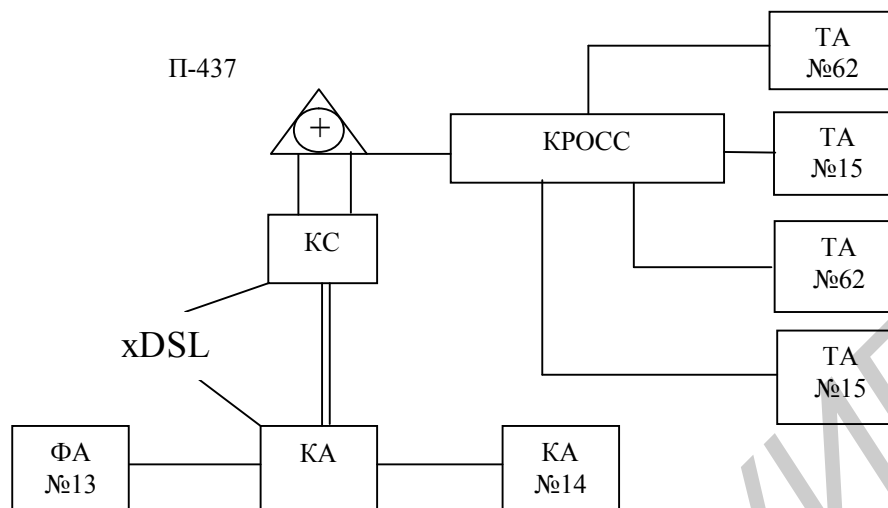 П-437
+
КРОСС
ТА
№62
ТА
№15
КС
ТА
№62
xDSL
ТА
№15
ФА
№13
КА
КА
№14